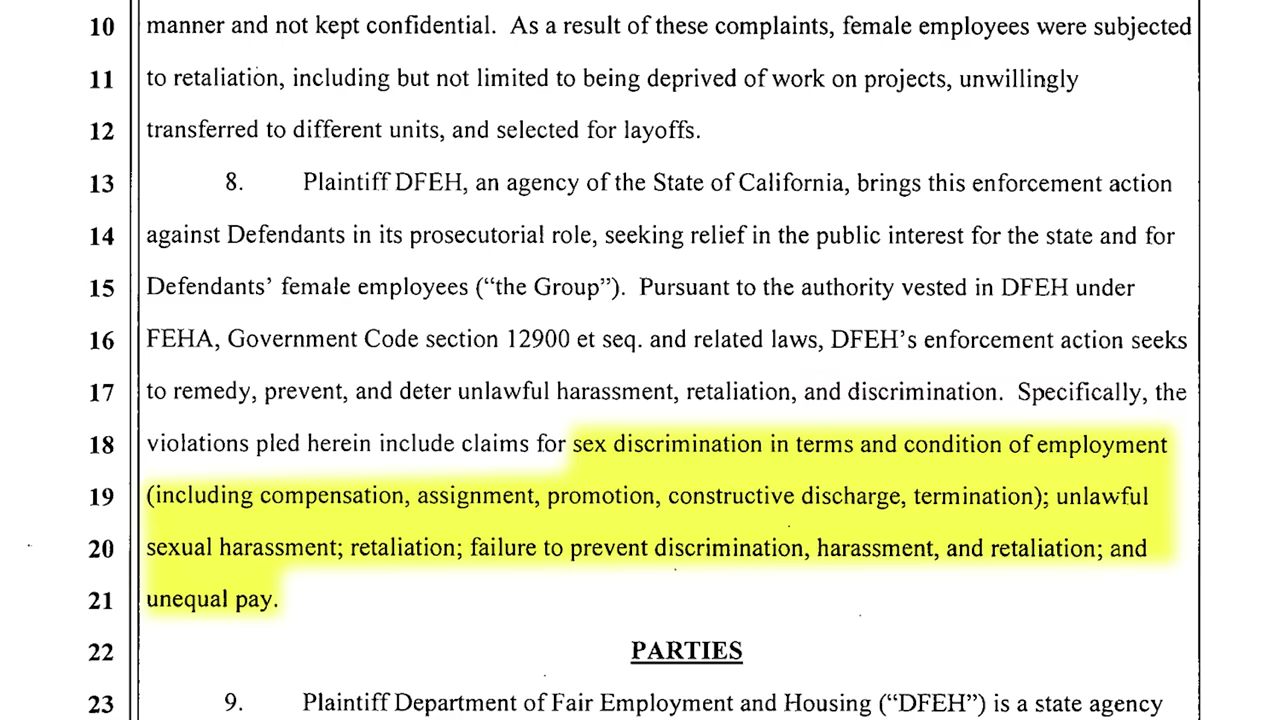 10 manner and not kept confidential. As a result of these complaints, female employees were subjected
11 to retaliation, including but not limited to being deprived of work on projects, unwillingly
12 transferred to different units, and selected for layoffs.
13 8. Plaintiff DFEH, an agency of the State of California, brings this enforcement action
14 against Defendants in its prosecutorial role, seeking relief in the public interest for the state and for
15 Defendants’ female employees (“the Group”). Pursuant to the authority vested in DFEH under
16 FEHA, Government Code section 12900 et seq. and related laws, DFEH’s enforcement action seeks
17 to remedy, prevent, and deter unlawful harassment, retaliation, and discrimination. Specifically, the
18 violations pled herein include claims for sex discrimination in terms and condition of employment
19 (including compensation, assignment, promotion, constructive discharge, termination); unlawful
20 sexual harassment; retaliation; failure to prevent discrimination, harassment, and retaliation; and
21 unequal pay.
22 PARTIES
23 9. Plaintiff Department of Fair Employment and Housing (“DFEH”) is a state agency